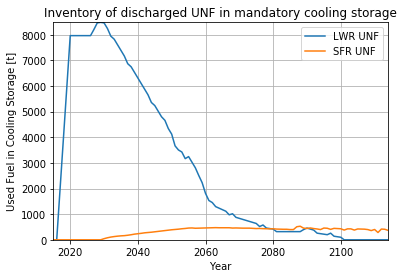 Inventory of discharged UNF in mandatory cooling storage
Used Fuel in Cooling Storage [t]
8000
7000
6000
5000
4000
3000
2000
1000
0
LWR UNF
SFR UNF
2020 2040 2060 2080 2100
Year